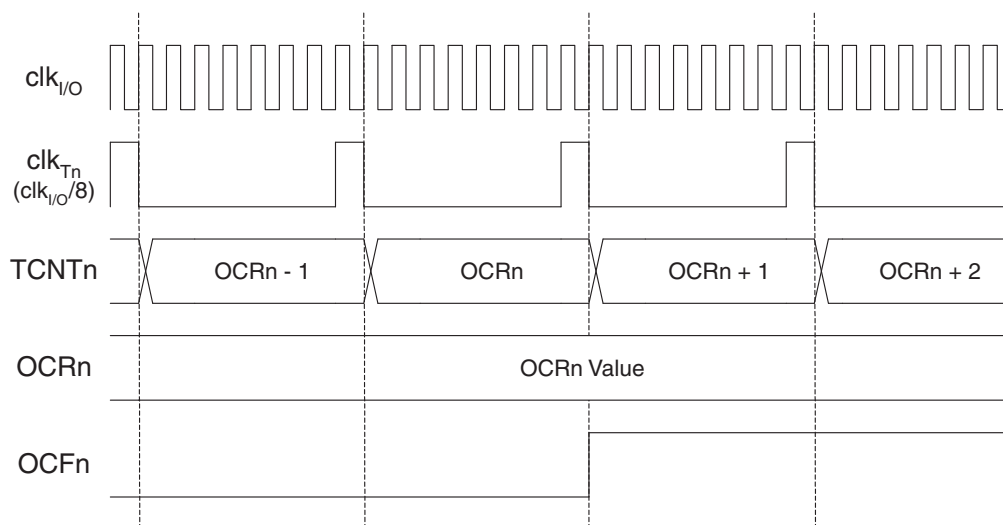 clkI/O
clkTn
(clkI/O/8)
TCNTn
OCRn - 1
OCRn
OCRn + 1
OCRn + 2
OCRn
OCRn Value
OCFn